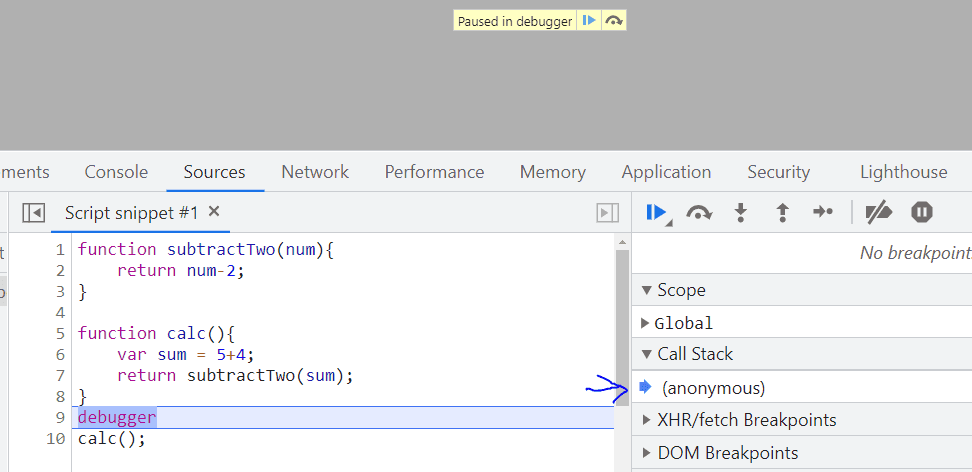 Paused in debugger
ments Console Sources Network Performance Memory Application Security Lighthouse
Script snippet #1 ×
No breakpoint
t
p
1 function subtractTwo(num){
2 return num-2;
3 }
4
5 function calc(){
6 var sum = 5+4;
7 return subtractTwo(sum);
8 }
9 debugger
10 calc();
Scope
Global
Call Stack
(anonymous)
XHR/fetch Breakpoints
DOM Breakpoints